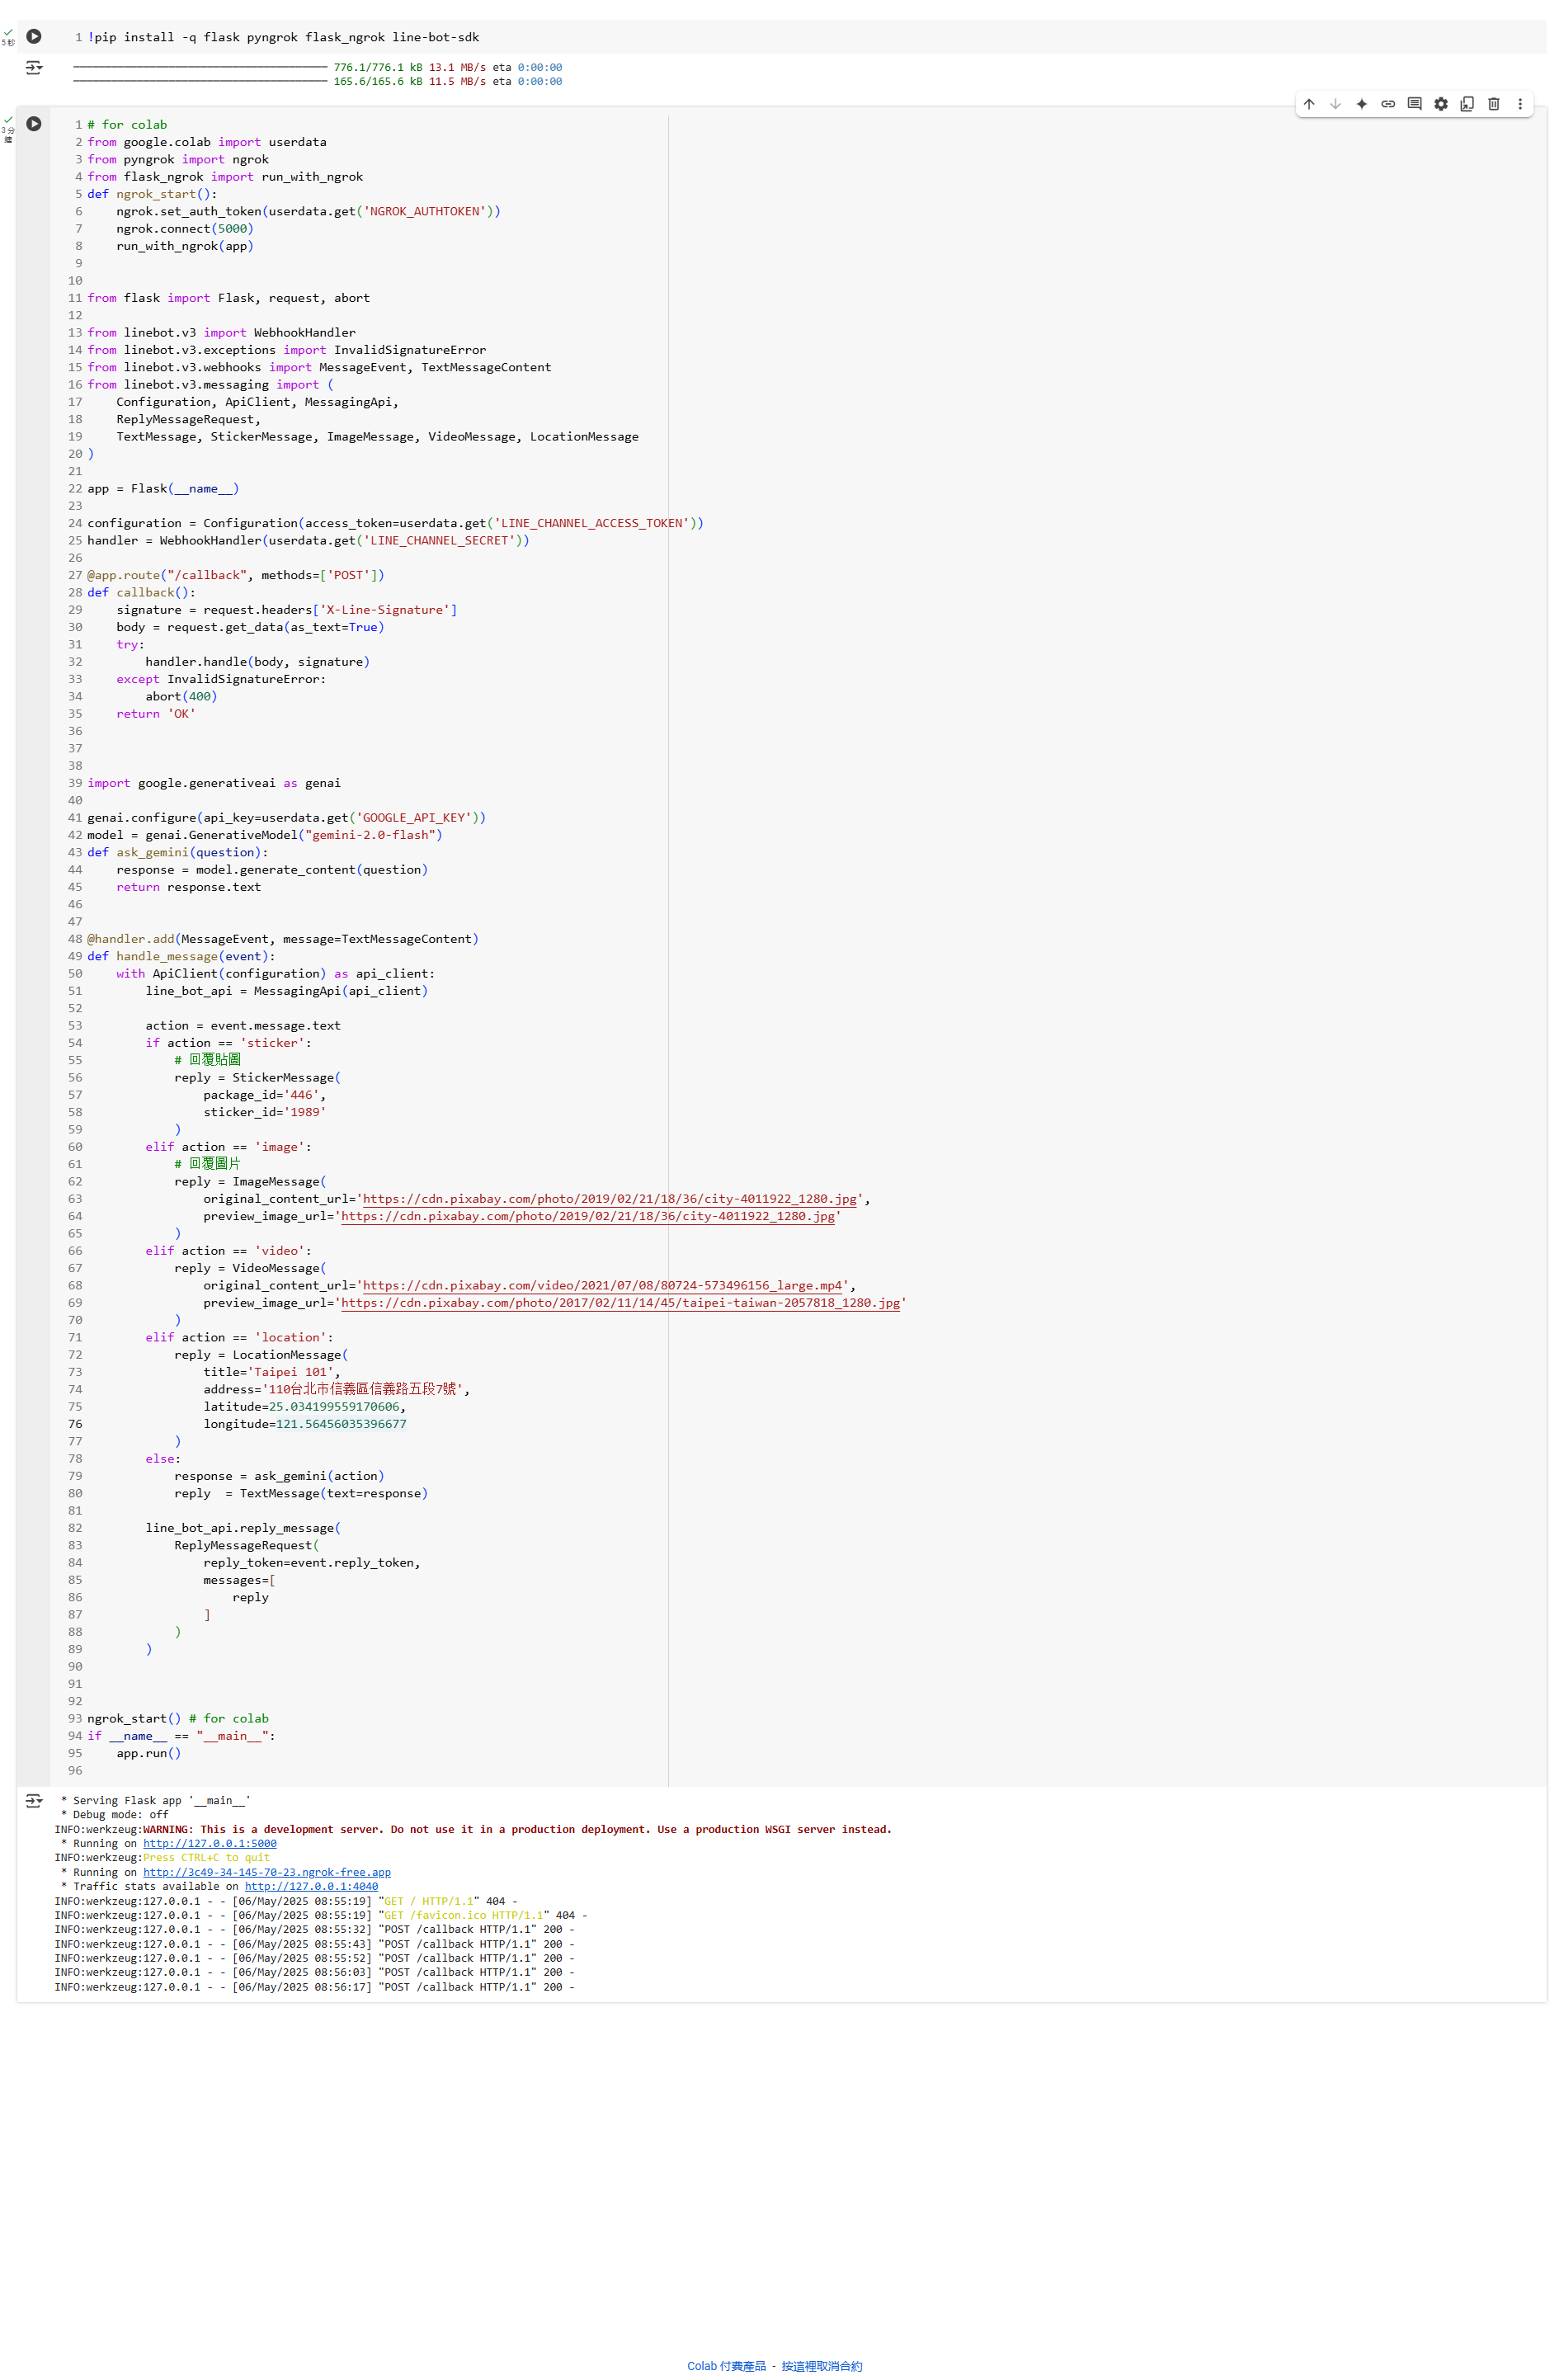 5 秒
1 !pip install -q flask pyngrok flask_ngrok line-bot-sdk
776.1/776.1 kB 13.1 MB/s eta 0:00:00
165.6/165.6 kB 11.5 MB/s eta 0:00:00
3 分鐘
1 # for colab
2 from google.colab import userdata
3 from pyngrok import ngrok
4 from flask_ngrok import run_with_ngrok
5 def ngrok_start():
6     ngrok.set_auth_token(userdata.get('NGROK_AUTHTOKEN'))
7     ngrok.connect(5000)
8     run_with_ngrok(app)
9
10
11 from flask import Flask, request, abort
12
13 from linebot.v3 import WebhookHandler
14 from linebot.v3.exceptions import InvalidSignatureError
15 from linebot.v3.webhooks import MessageEvent, TextMessageContent
16 from linebot.v3.messaging import (
17     Configuration, ApiClient, MessagingApi,
18     ReplyMessageRequest,
19     TextMessage, StickerMessage, ImageMessage, VideoMessage, LocationMessage
20 )
21
22 app = Flask(__name__)
23
24 configuration = Configuration(access_token=userdata.get('LINE_CHANNEL_ACCESS_TOKEN'))
25 handler = WebhookHandler(userdata.get('LINE_CHANNEL_SECRET'))
26
27 @app.route("/callback", methods=['POST'])
28 def callback():
29     signature = request.headers['X-Line-Signature']
30     body = request.get_data(as_text=True)
31     try:
32         handler.handle(body, signature)
33     except InvalidSignatureError:
34         abort(400)
35     return 'OK'
36
37
38
39 import google.generativeai as genai
40
41 genai.configure(api_key=userdata.get('GOOGLE_API_KEY'))
42 model = genai.GenerativeModel("gemini-2.0-flash")
43 def ask_gemini(question):
44     response = model.generate_content(question)
45     return response.text
46
47
48 @handler.add(MessageEvent, message=TextMessageContent)
49 def handle_message(event):
50     with ApiClient(configuration) as api_client:
51         line_bot_api = MessagingApi(api_client)
52
53         action = event.message.text
54         if action == 'sticker':
55             # 回覆貼圖
56             reply = StickerMessage(
57                 package_id='446',
58                 sticker_id='1989'
59             )
60         elif action == 'image':
61             # 回覆圖片
62             reply = ImageMessage(
63                 original_content_url='https://cdn.pixabay.com/photo/2019/02/21/18/36/city-4011922_1280.jpg',
64                 preview_image_url='https://cdn.pixabay.com/photo/2019/02/21/18/36/city-4011922_1280.jpg'
65             )
66         elif action == 'video':
67             reply = VideoMessage(
68                 original_content_url='https://cdn.pixabay.com/video/2021/07/08/80724-573496156_large.mp4',
69                 preview_image_url='https://cdn.pixabay.com/photo/2017/02/11/14/45/taipei-taiwan-2057818_1280.jpg'
70             )
71         elif action == 'location':
72             reply = LocationMessage(
73                 title='Taipei 101',
74                 address='110台北市信義區信義路五段7號',
75                 latitude=25.034199559170606,
76                 longitude=121.56456035396677
77             )
78         else:
79             response = ask_gemini(action)
80             reply  = TextMessage(text=response)
81
82         line_bot_api.reply_message(
83             ReplyMessageRequest(
84                 reply_token=event.reply_token,
85                 messages=[
86                     reply
87                 ]
88             )
89         )
90
91
92
93 ngrok_start() # for colab
94 if __name__ == "__main__":
95     app.run()
96
* Serving Flask app '__main__'
* Debug mode: off
INFO:werkzeug:WARNING: This is a development server. Do not use it in a production deployment. Use a production WSGI server instead.
* Running on http://127.0.0.1:5000
INFO:werkzeug:Press CTRL+C to quit
* Running on http://3c49-34-145-70-23.ngrok-free.app
* Traffic stats available on http://127.0.0.1:4040
INFO:werkzeug:127.0.0.1 - - [06/May/2025 08:55:19] "GET / HTTP/1.1" 404 -
INFO:werkzeug:127.0.0.1 - - [06/May/2025 08:55:19] "GET /favicon.ico HTTP/1.1" 404 -
INFO:werkzeug:127.0.0.1 - - [06/May/2025 08:55:32] "POST /callback HTTP/1.1" 200 -
INFO:werkzeug:127.0.0.1 - - [06/May/2025 08:55:43] "POST /callback HTTP/1.1" 200 -
INFO:werkzeug:127.0.0.1 - - [06/May/2025 08:55:52] "POST /callback HTTP/1.1" 200 -
INFO:werkzeug:127.0.0.1 - - [06/May/2025 08:56:03] "POST /callback HTTP/1.1" 200 -
INFO:werkzeug:127.0.0.1 - - [06/May/2025 08:56:17] "POST /callback HTTP/1.1" 200 -
Colab 付費產品 - 按這裡取消合約